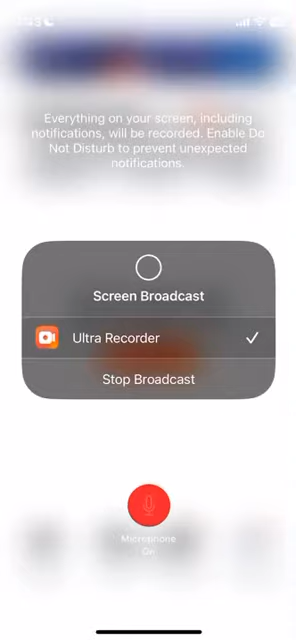 Everything on your screen, including
notifications, will be recorded. Enable Do
Not Disturb to prevent unexpected
notifications.
Screen Broadcast
Ultra Recorder
Stop Broadcast
Microphone
On